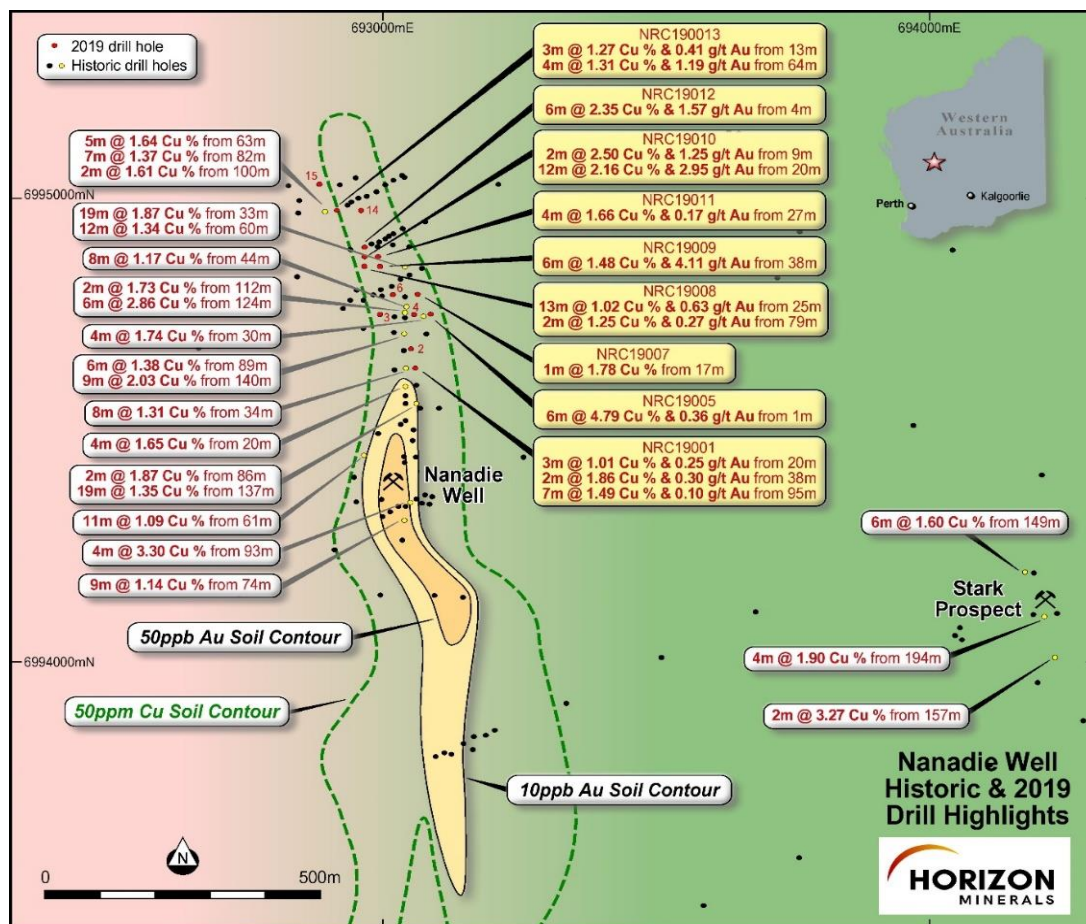 693000mE
694000mE
2019 drill hole
Historic drill holes
NRC190013
3m @ 1.27 Cu % & 0.41 g/t Au from 13m
4m @ 1.31 Cu % & 1.19 g/t Au from 64m
NRC19012
6m @ 2.35 Cu % & 1.57 g/t Au from 4m
NRC19010
2m @ 2.50 Cu % & 1.25 g/t Au from 9m
12m @ 2.16 Cu % & 2.95 g/t Au from 20m
NRC19011
4m @ 1.66 Cu % & 0.17 g/t Au from 27m
NRC19009
6m @ 1.48 Cu % & 4.11 g/t Au from 38m
NRC19008
13m @ 1.02 Cu % & 0.63 g/t Au from 25m
2m @ 1.25 Cu % & 0.27 g/t Au from 79m
NRC19007
1m @ 1.78 Cu % from 17m
NRC19005
6m @ 4.79 Cu % & 0.36 g/t Au from 1m
NRC19001
3m @ 1.01 Cu % & 0.25 g/t Au from 20m
2m @ 1.86 Cu % & 0.30 g/t Au from 38m
7m @ 1.49 Cu % & 0.10 g/t Au from 95m
Western
Australia
Perth
Kalgoorlie
5m @ 1.64 Cu % from 63m
7m @ 1.37 Cu % from 82m
2m @ 1.61 Cu % from 100m
6995000mN
19m @ 1.87 Cu % from 33m
12m @ 1.34 Cu % from 60m
8m @ 1.17 Cu % from 44m
2m @ 1.73 Cu % from 112m
6m @ 2.86 Cu % from 124m
4m @ 1.74 Cu % from 30m
6m @ 1.38 Cu % from 89m
9m @ 2.03 Cu % from 140m
8m @ 1.31 Cu % from 34m
4m @ 1.65 Cu % from 20m
2m @ 1.87 Cu % from 86m
19m @ 1.35 Cu % from 137m
11m @ 1.09 Cu % from 61m
4m @ 3.30 Cu % from 93m
9m @ 1.14 Cu % from 74m
15
14
6
4
3
2
Nanadie
Well
50ppb Au Soil Contour
6994000mN
50ppm Cu Soil Contour
10ppb Au Soil Contour
6m @ 1.60 Cu % from 149m
Stark
Prospect
4m @ 1.90 Cu % from 194m
2m @ 3.27 Cu % from 157m
Nanadie Well
Historic & 2019
Drill Highlights
HORIZON
MINERALS
N
0
500m